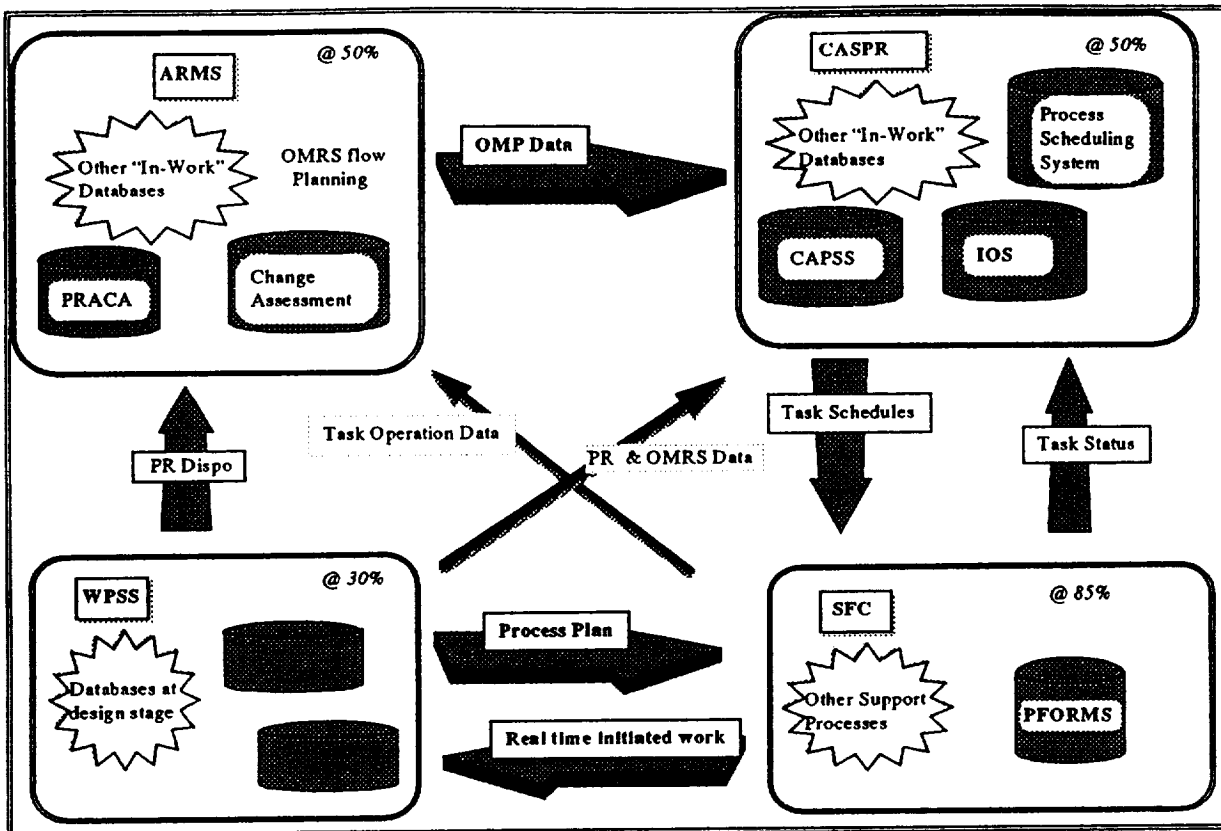 @ 50%
ARMS
Other "In-Work"
Databases
OMRS flow
Planning
PRACA
Change
Assessment
OMP Data
@ 50%
CASPR
Other "In-Work"
Databases
Process
Scheduling
System
CAPSS
IOS
PR Dispo
Task Operation Data
PR & OMRS Data
Task Schedules
Task Status
@ 30%
WPSS
Databases at
design stage
Process Plan
Real time initiated work
@ 85%
SFC
Other Support
Processes
PFORMS